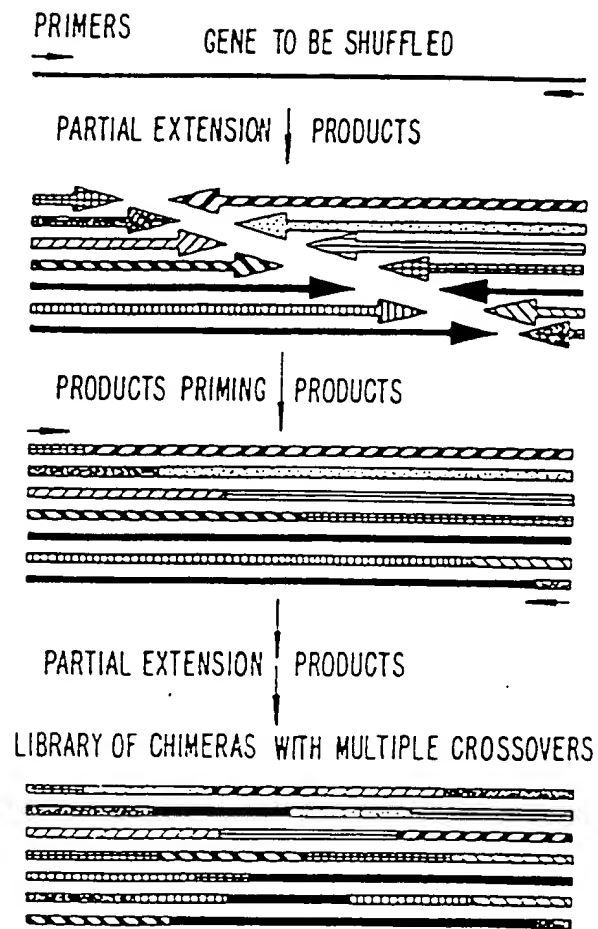 PRIMERS
GENE TO BE SHUFFLED
PARTIAL EXTENSION PRODUCTS
PRODUCTS PRIMING PRODUCTS
PARTIAL EXTENSION PRODUCTS
LIBRARY OF CHIMERAS WITH MULTIPLE CROSSOVERS